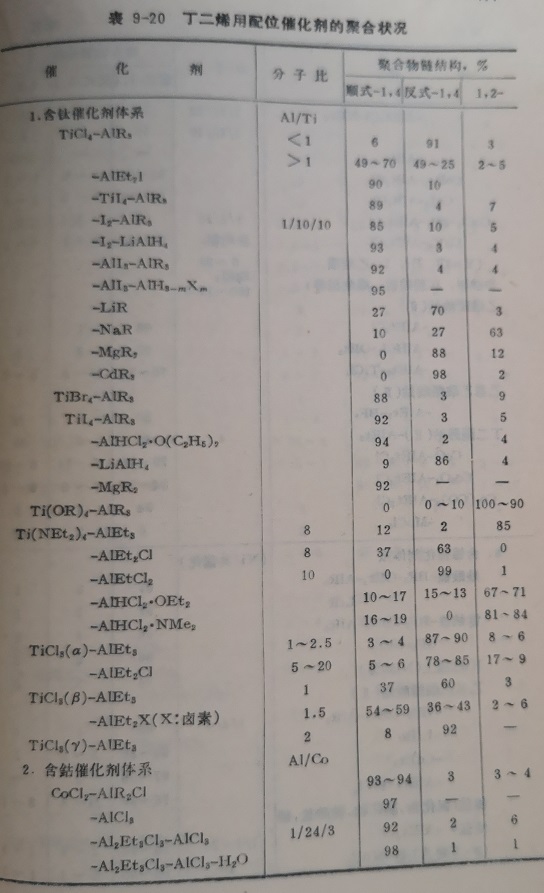 表 9-20 丁二烯用配位催化剂的聚合状况
催 化 剂 分子比 聚合物链结构，%
顺式-1,4 反式-1,4 1,2-
1.含钛催化剂体系 Al/Ti
TiCl₄-AlR₃ <1 6 91 3
>1 49~70 49~25 2~5
-AlEt₂I 90 10
-TiI₄-AlR₃ 89 4 7
-I₂-AlR₃ 1/10/10 85 10 5
-I₂-LiAlH₄ 93 3 4
-AlI₃-AlR₃ 92 4 4
-AlI₃-AlH₃₋ₘXₘ 95 — —
-LiR 27 70 3
-NaR 10 27 63
-MgR₂ 0 88 12
-CdR₂ 0 98 2
TiBr₄-AlR₃ 88 3 9
TiI₄-AlR₃ 92 3 5
-AlHCl₂·O(C₂H₅)₂ 94 2 4
-LiAlH₄ 9 86 4
-MgR₂ 92 — —
Ti(OR)₄-AlR₃ 0 0~10 100~90
Ti(NEt₂)₄-AlEt₃ 8 12 2 85
-AlEt₂Cl 8 37 63 0
-AlEtCl₂ 10 0 99 1
-AlHCl₂·OEt₂ 10~17 15~13 67~71
-AlHCl₂·NMe₂ 16~19 0 81~84
TiCl₃(α)-AlEt₃ 1~2.5 3~4 87~90 8~6
-AlEt₂Cl 5~20 5~6 78~85 17~9
TiCl₃(β)-AlEt₃ 1 37 60 3
-AlEt₂X(X:卤素) 1.5 54~59 36~43 2~6
TiCl₃(γ)-AlEt₃ 2 8 92 —
2.含钴催化剂体系 Al/Co
CoCl₂-AlR₂Cl 93~94 3 3~4
-AlCl₃ 97 — —
-Al₂Et₃Cl₃-AlCl₃ 1/24/3 92 2 6
-Al₂Et₃Cl₃-AlCl₃-H₂O 98 1 1